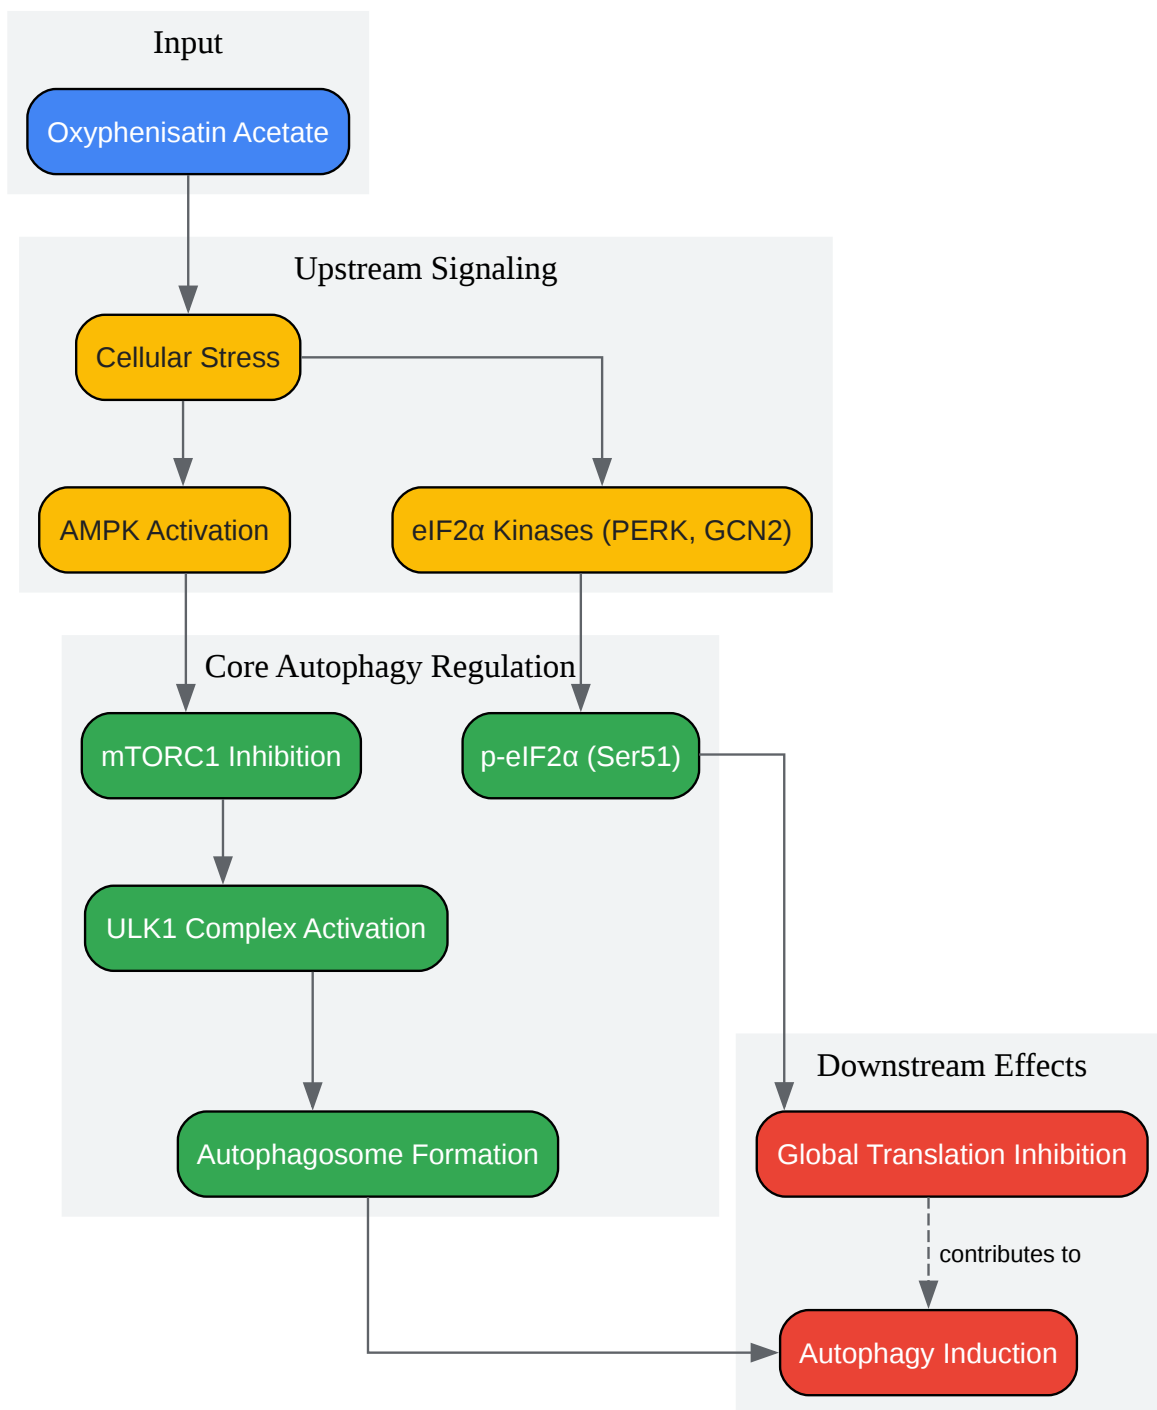 Input
Oxyphenisatin Acetate
Upstream Signaling
Cellular Stress
AMPK Activation
eIF2α Kinases (PERK, GCN2)
Core Autophagy Regulation
mTORC1 Inhibition
p-eIF2α (Ser51)
ULK1 Complex Activation
Downstream Effects
Autophagosome Formation
Global Translation Inhibition
contributes to
Autophagy Induction